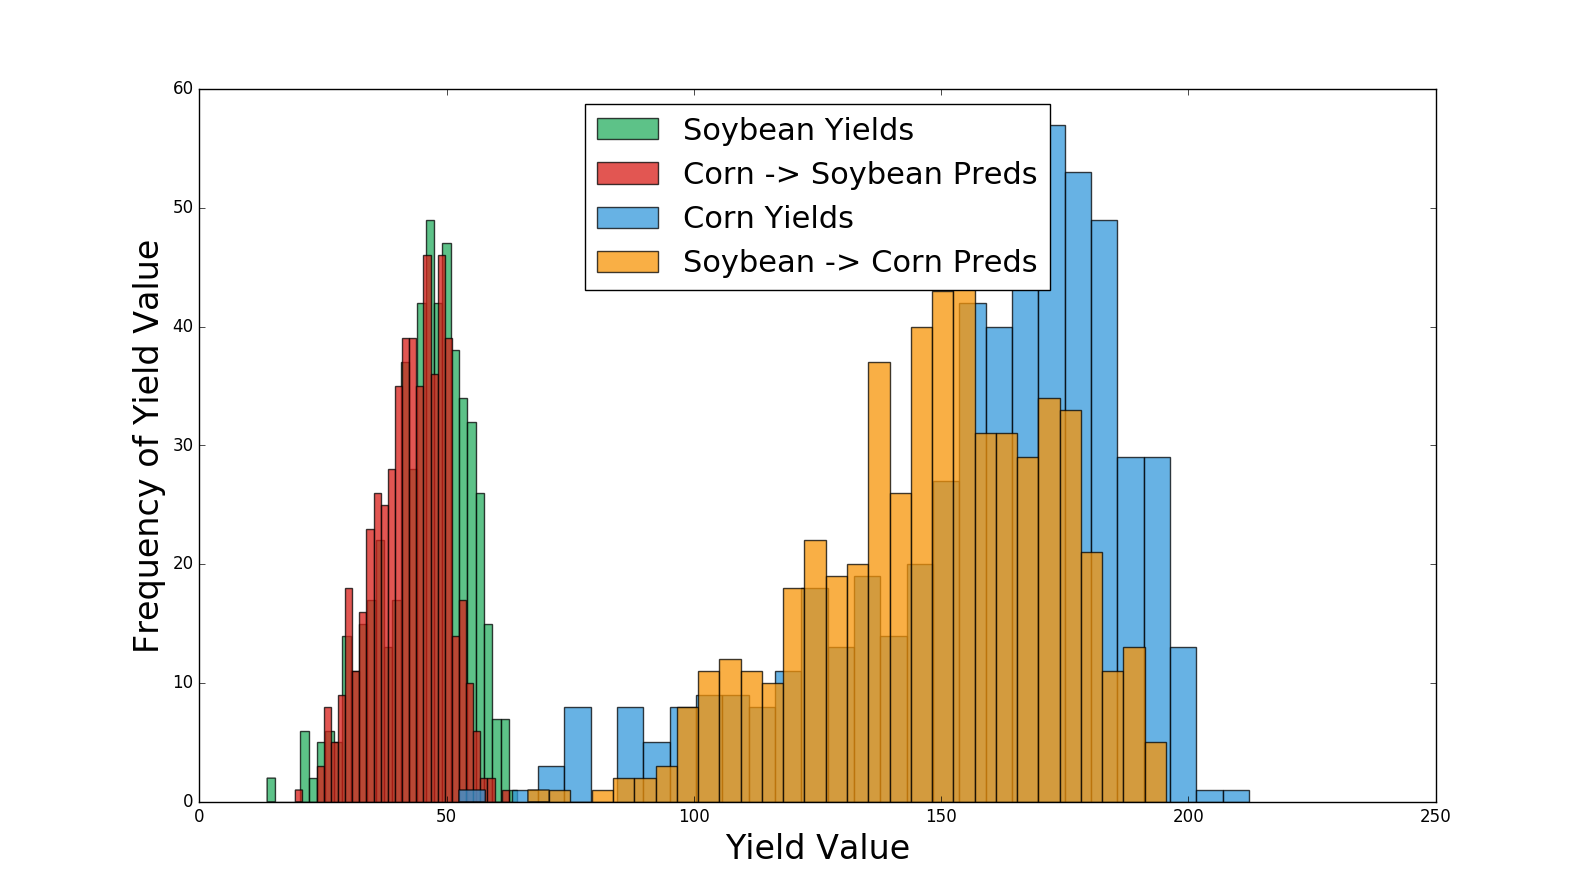 60
50
40
30
20
10
0
Frequency of Yield Value
Soybean Yields
Corn -> Soybean Preds
Corn Yields
Soybean -> Corn Preds
0 50 100 150 200 250
Yield Value